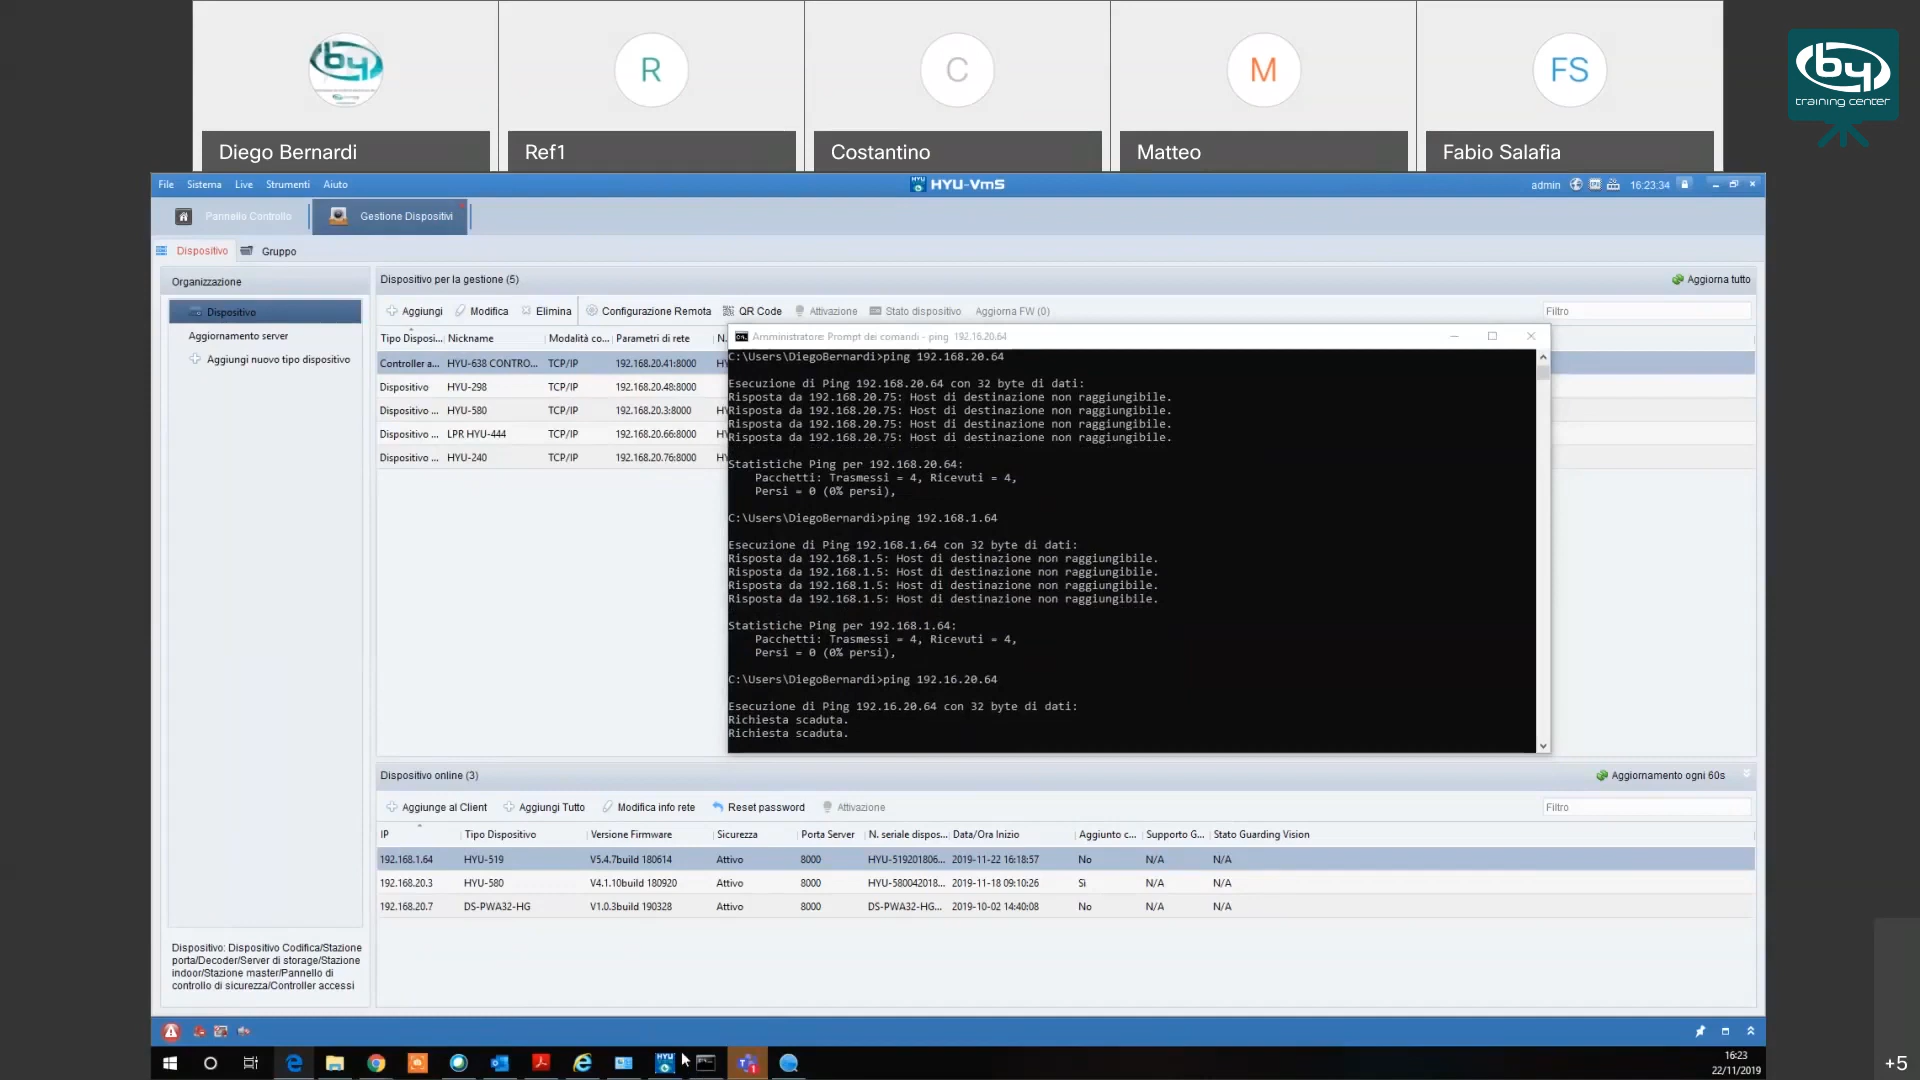 by
R
C
M
FS
by
training center
Diego Bernardi
Ref1
Costantino
Matteo
Fabio Salafia
File Sistema Live Strumenti Aiuto
HYU-VmS
admin
16:23:34
Pannello Controllo
Gestione Dispositivi
Dispositivo
Gruppo
Organizzazione
Dispositivo
Aggiornamento server
Aggiungi nuovo tipo dispositivo
Dispositivo: Dispositivo Codifica/Stazione
porta/Decoder/Server di storage/Stazione
indoor/Stazione master/Pannello di
controllo di sicurezza/Controller accessi
Dispositivo per la gestione (5)
Aggiorna tutto
Aggiungi Modifica Elimina Configurazione Remota QR Code Attivazione Stato dispositivo Aggiorna FW (0) Filtro
Tipo Disposi... Nickname Modalità co... Parametri di rete N.
Controller a... HYU-638 CONTRO... TCP/IP 192.168.20.41:8000 HY
Dispositivo HYU-298 TCP/IP 192.168.20.48:8000
Dispositivo ... HYU-580 TCP/IP 192.168.20.3:8000 HY
Dispositivo ... LPR HYU-444 TCP/IP 192.168.20.66:8000 HY
Dispositivo ... HYU-240 TCP/IP 192.168.20.76:8000 HY
Amministratore: Prompt dei comandi - ping 192.16.20.64
C:\Users\DiegoBernardi>ping 192.168.20.64
Esecuzione di Ping 192.168.20.64 con 32 byte di dati:
Risposta da 192.168.20.75: Host di destinazione non raggiungibile.
Risposta da 192.168.20.75: Host di destinazione non raggiungibile.
Risposta da 192.168.20.75: Host di destinazione non raggiungibile.
Risposta da 192.168.20.75: Host di destinazione non raggiungibile.
Statistiche Ping per 192.168.20.64:
Pacchetti: Trasmessi = 4, Ricevuti = 4,
Persi = 0 (0% persi),
C:\Users\DiegoBernardi>ping 192.168.1.64
Esecuzione di Ping 192.168.1.64 con 32 byte di dati:
Risposta da 192.168.1.5: Host di destinazione non raggiungibile.
Risposta da 192.168.1.5: Host di destinazione non raggiungibile.
Risposta da 192.168.1.5: Host di destinazione non raggiungibile.
Risposta da 192.168.1.5: Host di destinazione non raggiungibile.
Statistiche Ping per 192.168.1.64:
Pacchetti: Trasmessi = 4, Ricevuti = 4,
Persi = 0 (0% persi),
C:\Users\DiegoBernardi>ping 192.16.20.64
Esecuzione di Ping 192.16.20.64 con 32 byte di dati:
Richiesta scaduta.
Richiesta scaduta.
Dispositivo online (3)
Aggiornamento ogni 60s
Aggiunge al Client Aggiungi Tutto Modifica info rete Reset password Attivazione Filtro
IP Tipo Dispositivo Versione Firmware Sicurezza Porta Server N. seriale dispos... Data/Ora Inizio Aggiunto c... Supporto G... Stato Guarding Vision
192.168.1.64 HYU-519 V5.4.7build 180614 Attivo 8000 HYU-519201806... 2019-11-22 16:18:57 No N/A N/A
192.168.20.3 HYU-580 V4.1.10build 180920 Attivo 8000 HYU-580042018... 2019-11-18 09:10:26 Sì N/A N/A
192.168.20.7 DS-PWA32-HG V1.0.3build 190328 Attivo 8000 DS-PWA32-HG... 2019-10-02 14:40:08 No N/A N/A
HYU
16:23
22/11/2019
+5